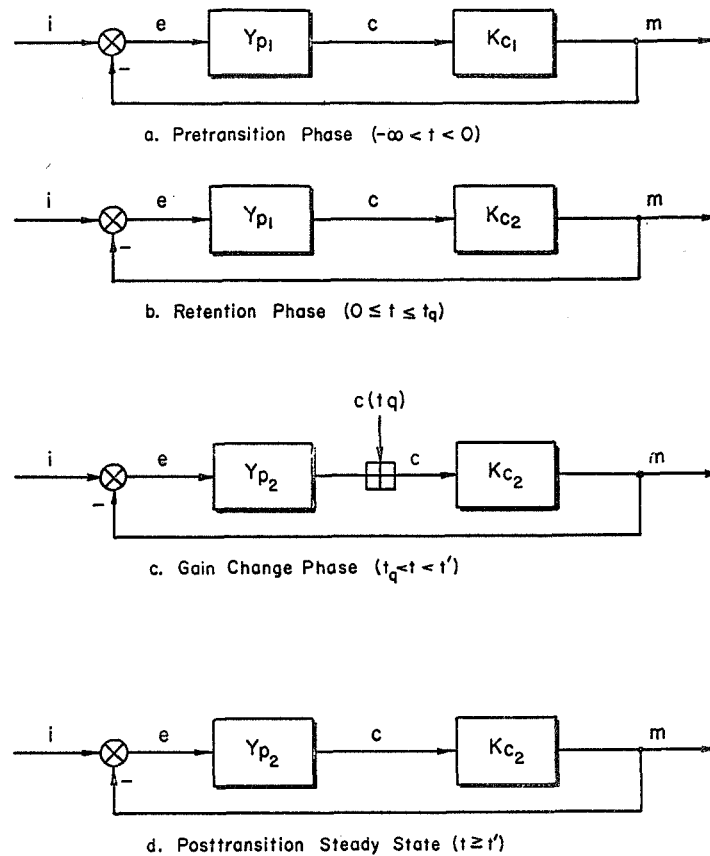 i e Yp1 c Kc1 m
−
a. Pretransition Phase (-∞ < t < 0)
i e Yp1 c Kc2 m
−
b. Retention Phase (0 ≤ t ≤ tq)
c(tq)
i e Yp2 c Kc2 m
−
c. Gain Change Phase (tq<t < t')
i e Yp2 c Kc2 m
−
d. Posttransition Steady State (t ≥ t')